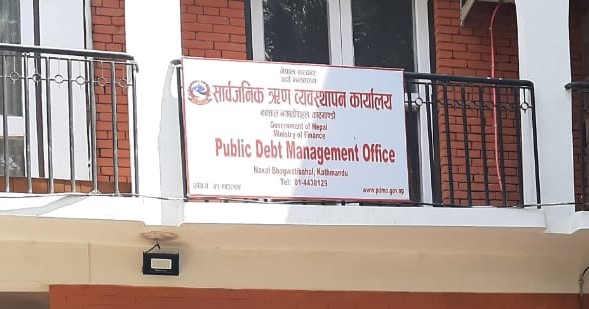 नेपाल सरकार
अर्थ मन्त्रालय
सार्वजनिक ऋण व्यवस्थापन कार्यालय
काठमाण्डौ
Government of Nepal
Ministry of Finance
Public Debt Management Office
Naxal Bhagwatibahal, Kathmandu
Tel: 01-4438129
www.pdmo.gov.np